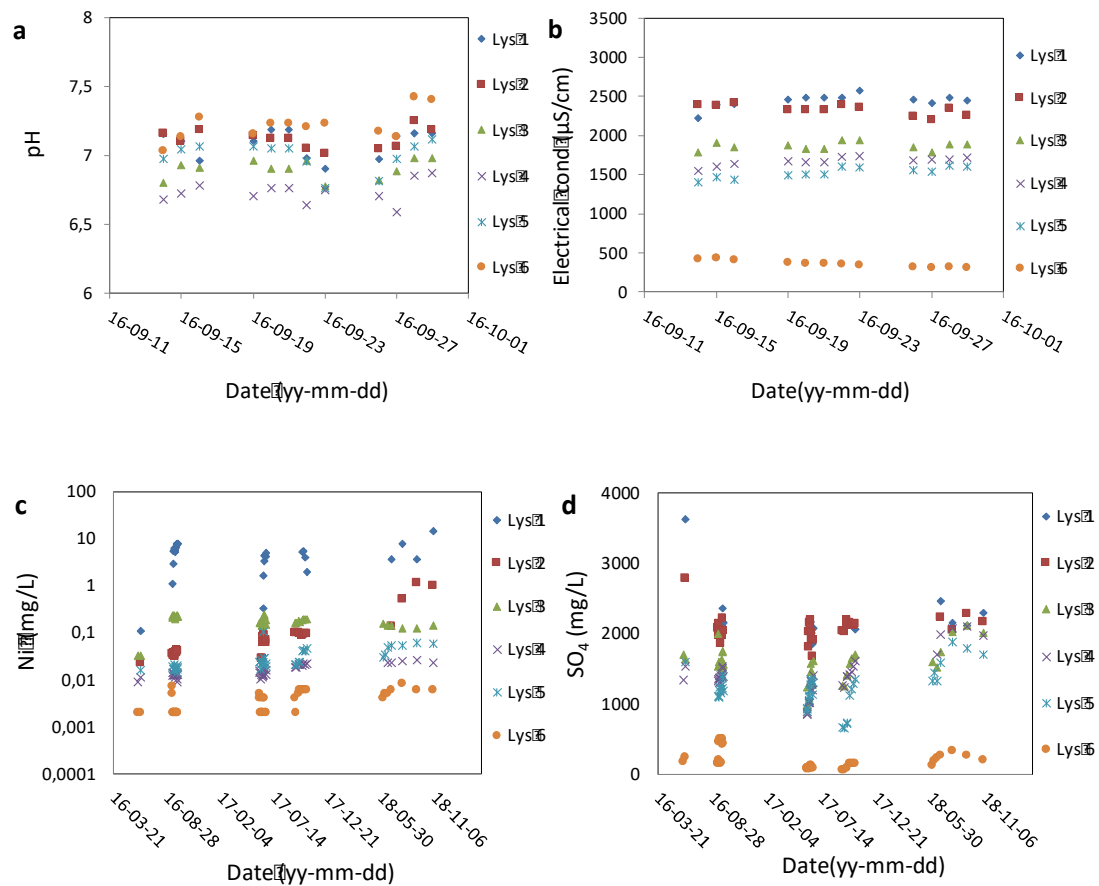 a
8
7,5
7
6,5
6
pH
16-09-11
16-09-15
16-09-19
16-09-23
16-09-27
16-10-01
Date (yy-mm-dd)
Lys 1
Lys 2
Lys 3
Lys 4
Lys 5
Lys 6
b
3500
3000
2500
2000
1500
1000
500
0
Electrical cond (µS/cm)
16-09-11
16-09-15
16-09-19
16-09-23
16-09-27
16-10-01
Date(yy-mm-dd)
Lys 1
Lys 2
Lys 3
Lys 4
Lys 5
Lys 6
c
100
10
1
0,1
0,01
0,001
0,0001
Ni (mg/L)
16-03-21
16-08-28
17-02-04
17-07-14
17-12-21
18-05-30
18-11-06
Date (yy-mm-dd)
Lys 1
Lys 2
Lys 3
Lys 4
Lys 5
Lys 6
d
4000
3000
2000
1000
0
SO4 (mg/L)
16-03-21
16-08-28
17-02-04
17-07-14
17-12-21
18-05-30
18-11-06
Date(yy-mm-dd)
Lys 1
Lys 2
Lys 3
Lys 4
Lys 5
Lys 6